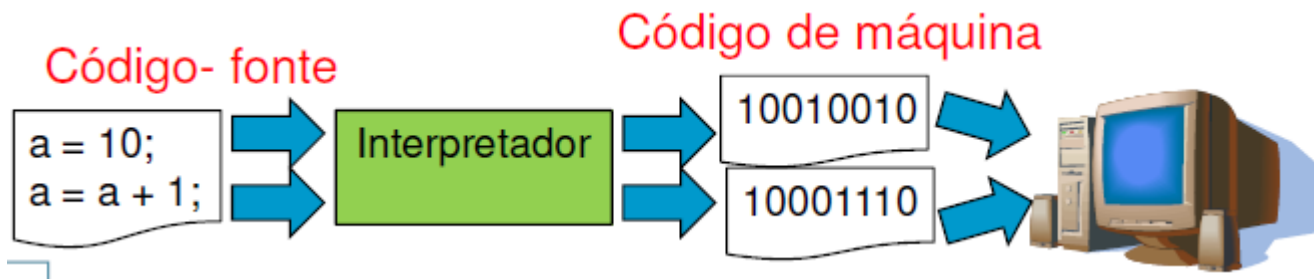 Código- fonte
Código de máquina
a = 10;
a = a + 1;
Interpretador
10010010
10001110